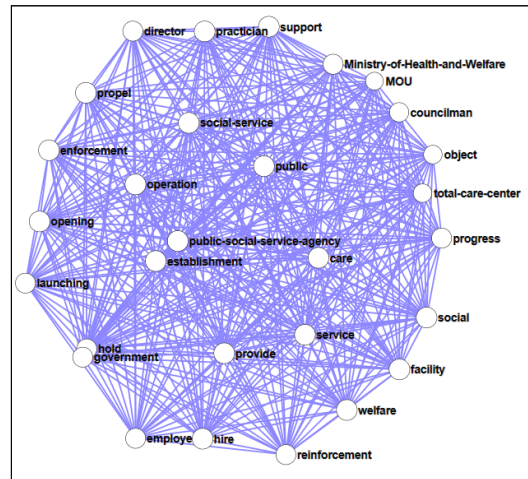 director
practician
support
Ministry-of-Health-and-Welfare
MOU
propel
councilman
social-service
enforcement
object
public
operation
total-care-center
opening
progress
public-social-service-agency
establishment
care
launching
social
service
hold
provide
government
facility
welfare
employe
hire
reinforcement